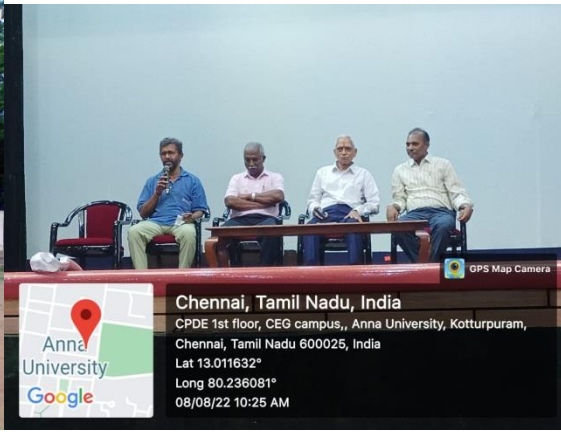 GPS Map Camera
Anna
University
Google
Chennai, Tamil Nadu, India
CPDE 1st floor, CEG campus,, Anna University, Kotturpuram,
Chennai, Tamil Nadu 600025, India
Lat 13.011632°
Long 80.236081°
08/08/22 10:25 AM